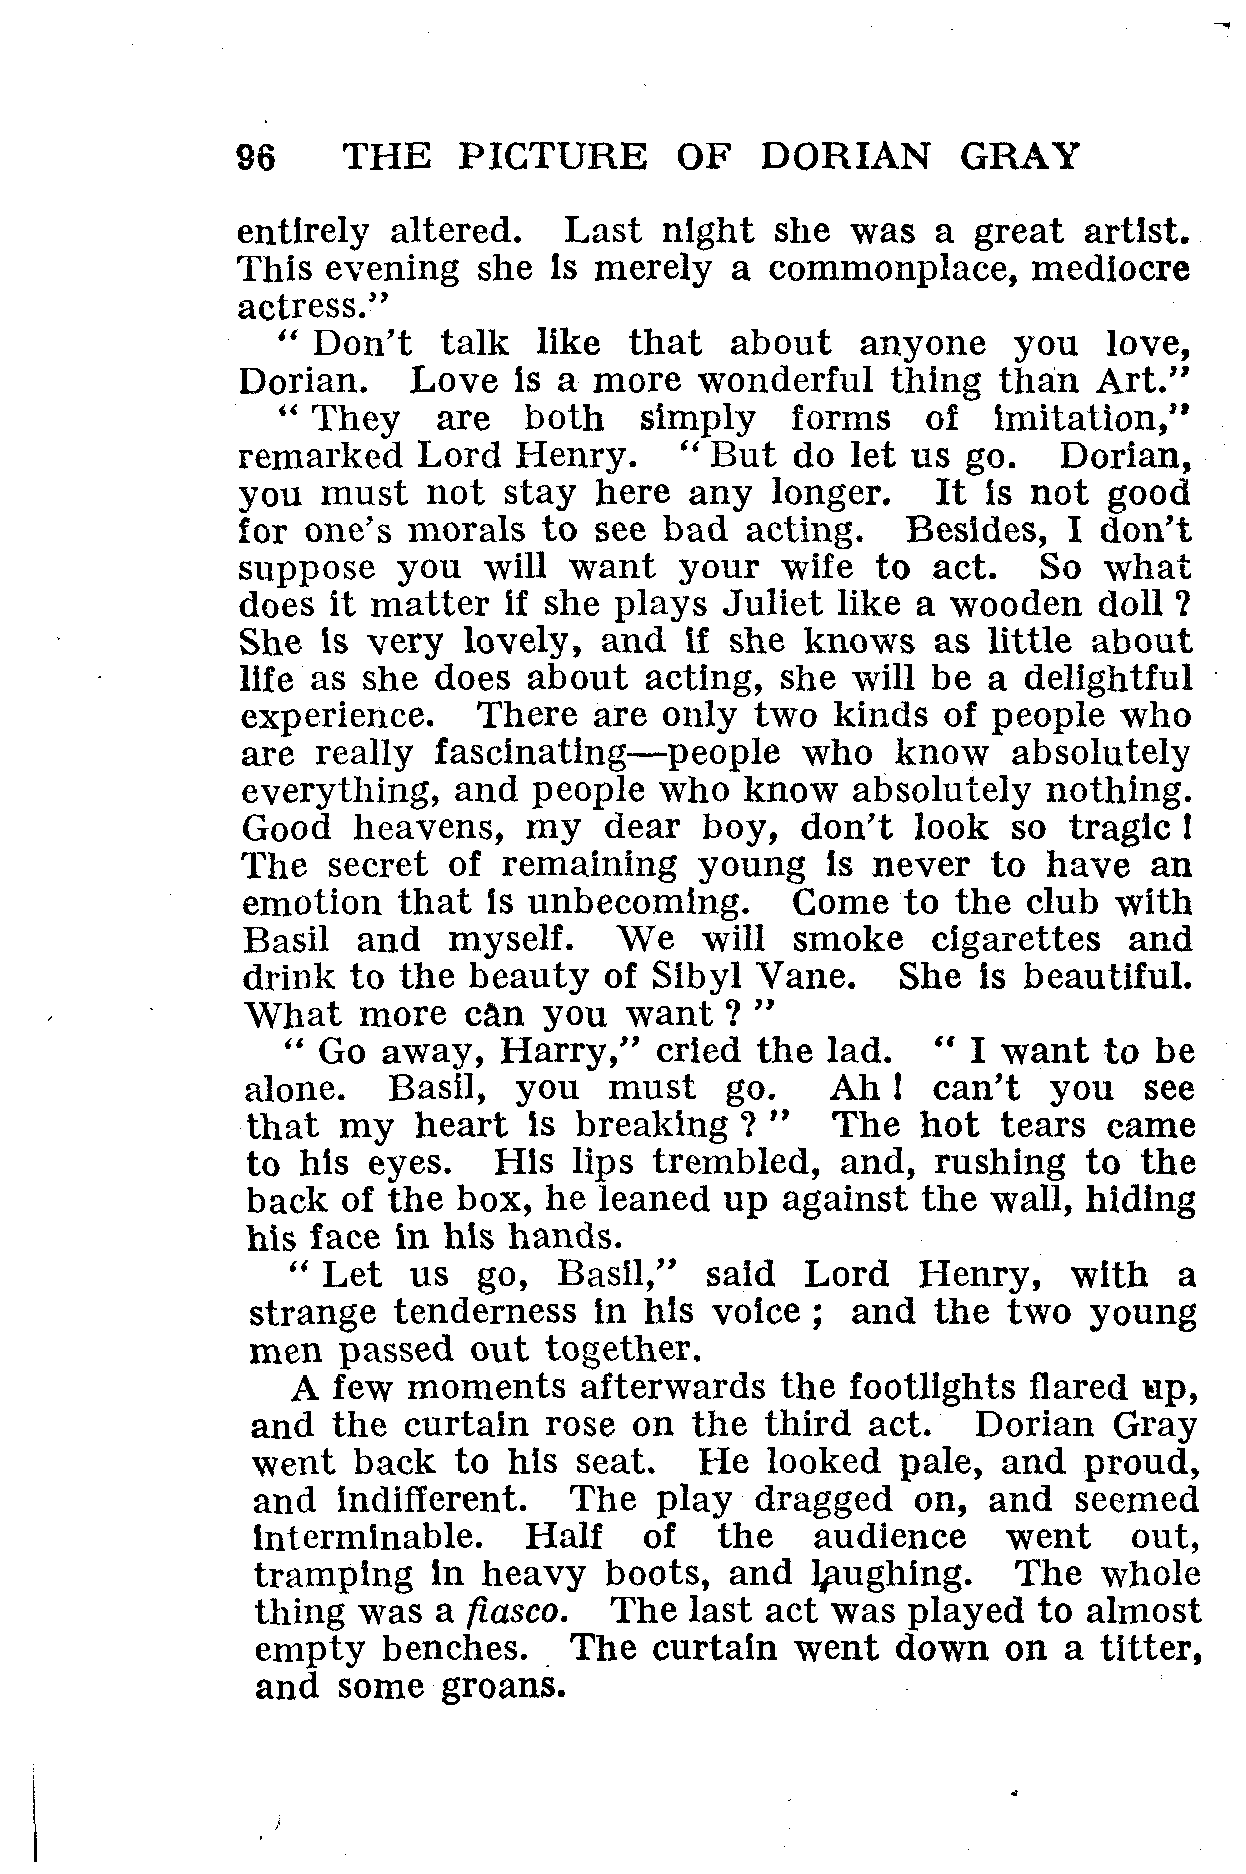 96 THE PICTURE OF DORIAN GRAY
entirely altered. Last night she was a great artist.
This evening she is merely a commonplace, mediocre
actress."
" Don't talk like that about anyone you love,
Dorian. Love is a more wonderful thing than Art."
" They are both simply forms of imitation,"
remarked Lord Henry. " But do let us go. Dorian,
you must not stay here any longer. It is not good
for one's morals to see bad acting. Besides, I don't
suppose you will want your wife to act. So what
does it matter if she plays Juliet like a wooden doll ?
She is very lovely, and if she knows as little about
life as she does about acting, she will be a delightful
experience. There are only two kinds of people who
are really fascinating—people who know absolutely
everything, and people who know absolutely nothing.
Good heavens, my dear boy, don't look so tragic !
The secret of remaining young is never to have an
emotion that is unbecoming. Come to the club with
Basil and myself. We will smoke cigarettes and
drink to the beauty of Sibyl Vane. She is beautiful.
What more can you want ? "
" Go away, Harry," cried the lad. " I want to be
alone. Basil, you must go. Ah ! can't you see
that my heart is breaking ? " The hot tears came
to his eyes. His lips trembled, and, rushing to the
back of the box, he leaned up against the wall, hiding
his face in his hands.
" Let us go, Basil," said Lord Henry, with a
strange tenderness in his voice ; and the two young
men passed out together.
A few moments afterwards the footlights flared up,
and the curtain rose on the third act. Dorian Gray
went back to his seat. He looked pale, and proud,
and indifferent. The play dragged on, and seemed
interminable. Half of the audience went out,
tramping in heavy boots, and laughing. The whole
thing was a fiasco. The last act was played to almost
empty benches. The curtain went down on a titter,
and some groans.